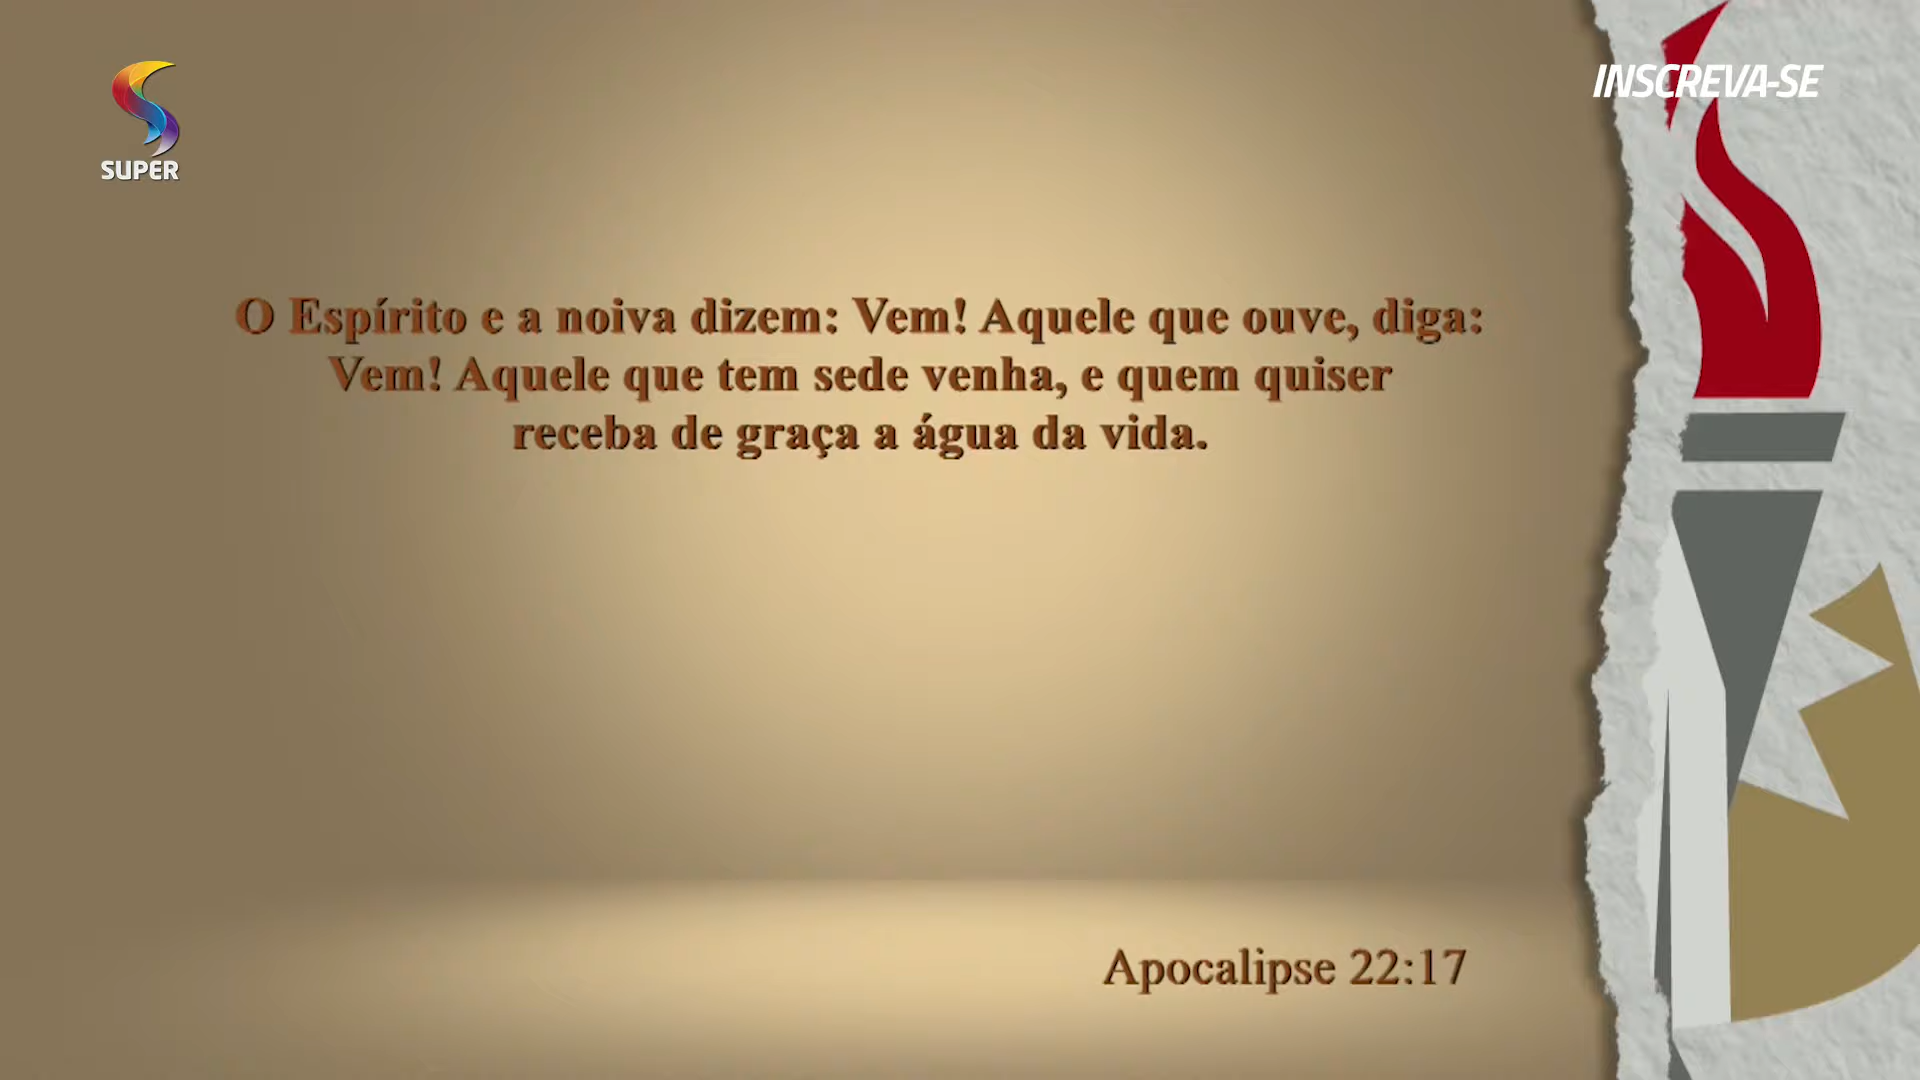 SUPER
INSCREVA-SE
O Espírito e a noiva dizem: Vem! Aquele que ouve, diga:
Vem! Aquele que tem sede venha, e quem quiser
receba de graça a água da vida.
Apocalipse 22:17